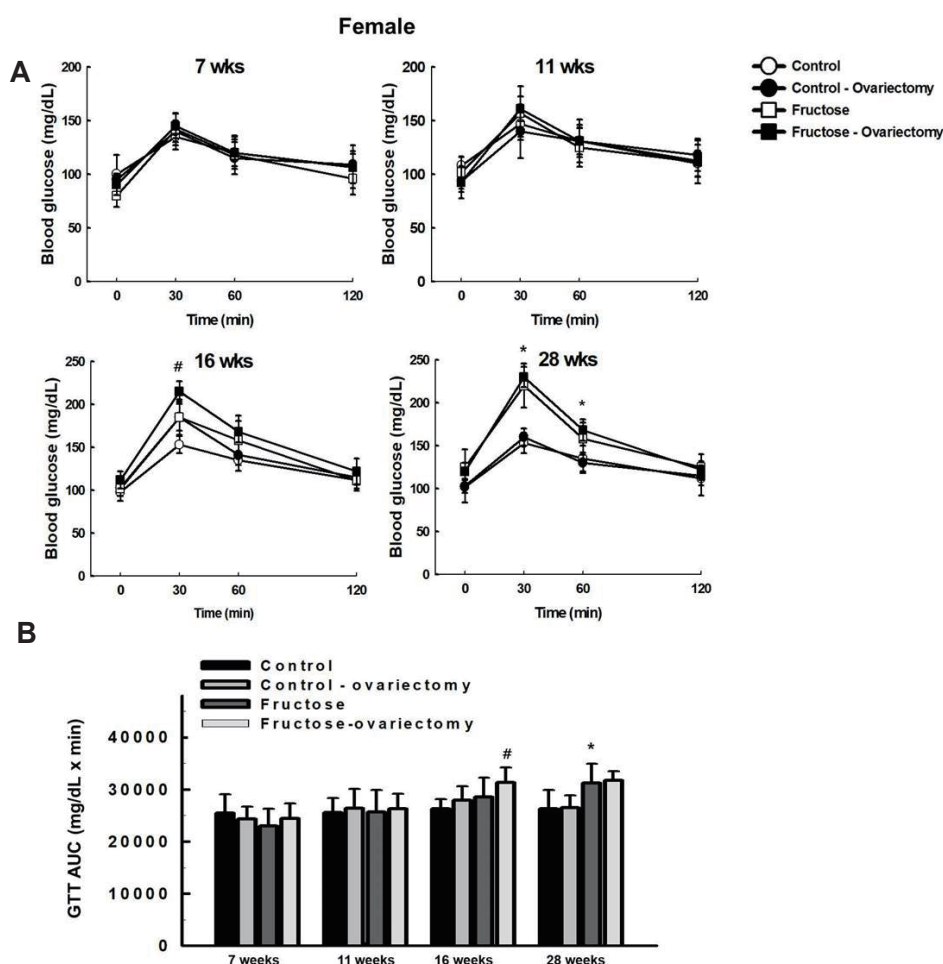 Female
A
7 wks
200
150
100
50
0
Blood glucose (mg/dL)
0 30 60 120
Time (min)
11 wks
200
150
100
50
0
Blood glucose (mg/dL)
0 30 60 120
Time (min)
Control
Control - Ovariectomy
Fructose
Fructose - Ovariectomy
16 wks
#
250
200
150
100
50
0
Blood glucose (mg/dL)
0 30 60 120
Time (min)
28 wks
*
*
250
200
150
100
50
0
Blood glucose (mg/dL)
0 30 60 120
Time (min)
B
Control
Control - ovariectomy
Fructose
Fructose-ovariectomy
40000
30000
20000
10000
0
GTT AUC (mg/dL x min)
#
*
7 weeks 11 weeks 16 weeks 28 weeks